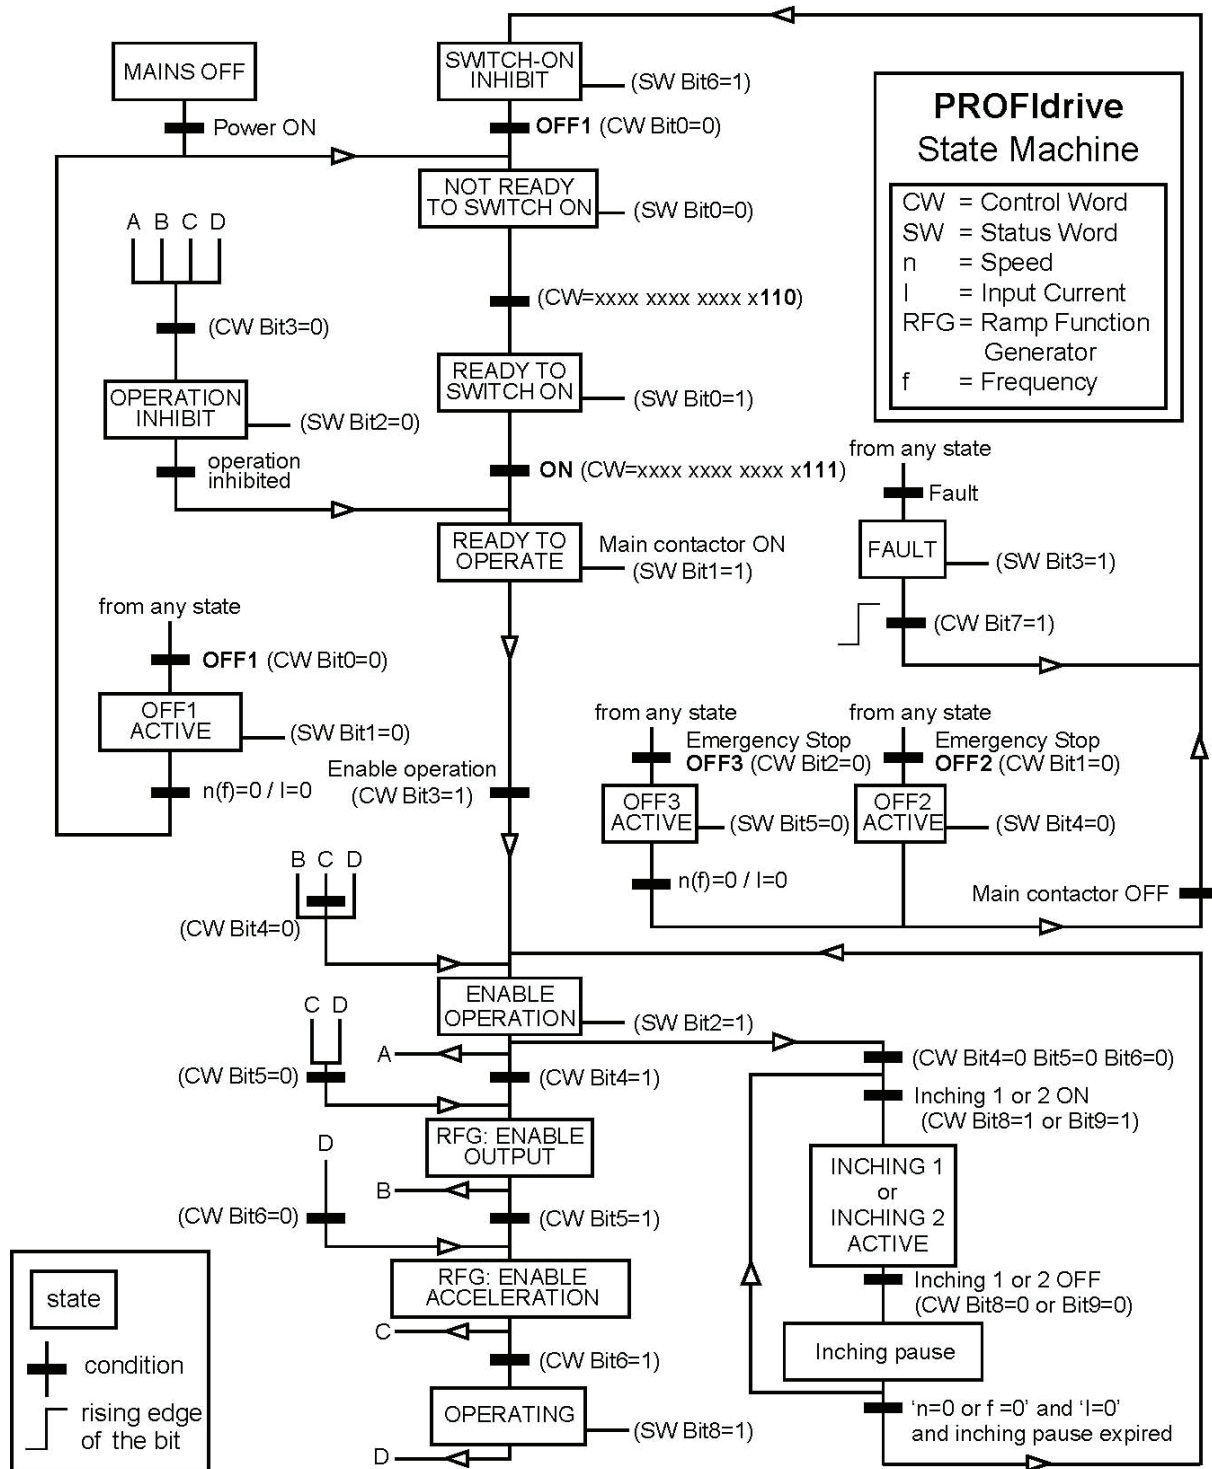 MAINS OFF
Power ON
SWITCH-ON
INHIBIT
(SW Bit6=1)
OFF1 (CW Bit0=0)
NOT READY
TO SWITCH ON
(SW Bit0=0)
(CW=xxxx xxxx xxxx x110)
READY TO
SWITCH ON
(SW Bit0=1)
ON (CW=xxxx xxxx xxxx x111)
READY TO
OPERATE
Main contactor ON
(SW Bit1=1)
PROFIdrive
State Machine
CW = Control Word
SW = Status Word
n = Speed
I = Input Current
RFG = Ramp Function
Generator
f = Frequency
A B C D
(CW Bit3=0)
OPERATION
INHIBIT
(SW Bit2=0)
operation
inhibited
from any state
Fault
FAULT
(SW Bit3=1)
(CW Bit7=1)
from any state
OFF1 (CW Bit0=0)
OFF1
ACTIVE
(SW Bit1=0)
n(f)=0 / I=0
Enable operation
(CW Bit3=1)
from any state
Emergency Stop
OFF3 (CW Bit2=0)
OFF3
ACTIVE
(SW Bit5=0)
n(f)=0 / I=0
from any state
Emergency Stop
OFF2 (CW Bit1=0)
OFF2
ACTIVE
(SW Bit4=0)
Main contactor OFF
B C D
(CW Bit4=0)
ENABLE
OPERATION
(SW Bit2=1)
A
C D
(CW Bit5=0)
(CW Bit4=1)
RFG: ENABLE
OUTPUT
B
D
(CW Bit6=0)
(CW Bit5=1)
RFG: ENABLE
ACCELERATION
C
(CW Bit6=1)
OPERATING
(SW Bit8=1)
D
(CW Bit4=0 Bit5=0 Bit6=0)
Inching 1 or 2 ON
(CW Bit8=1 or Bit9=1)
INCHING 1
or
INCHING 2
ACTIVE
Inching 1 or 2 OFF
(CW Bit8=0 or Bit9=0)
Inching pause
‘n=0 or f =0’ and ‘I=0’
and inching pause expired
state
condition
rising edge
of the bit